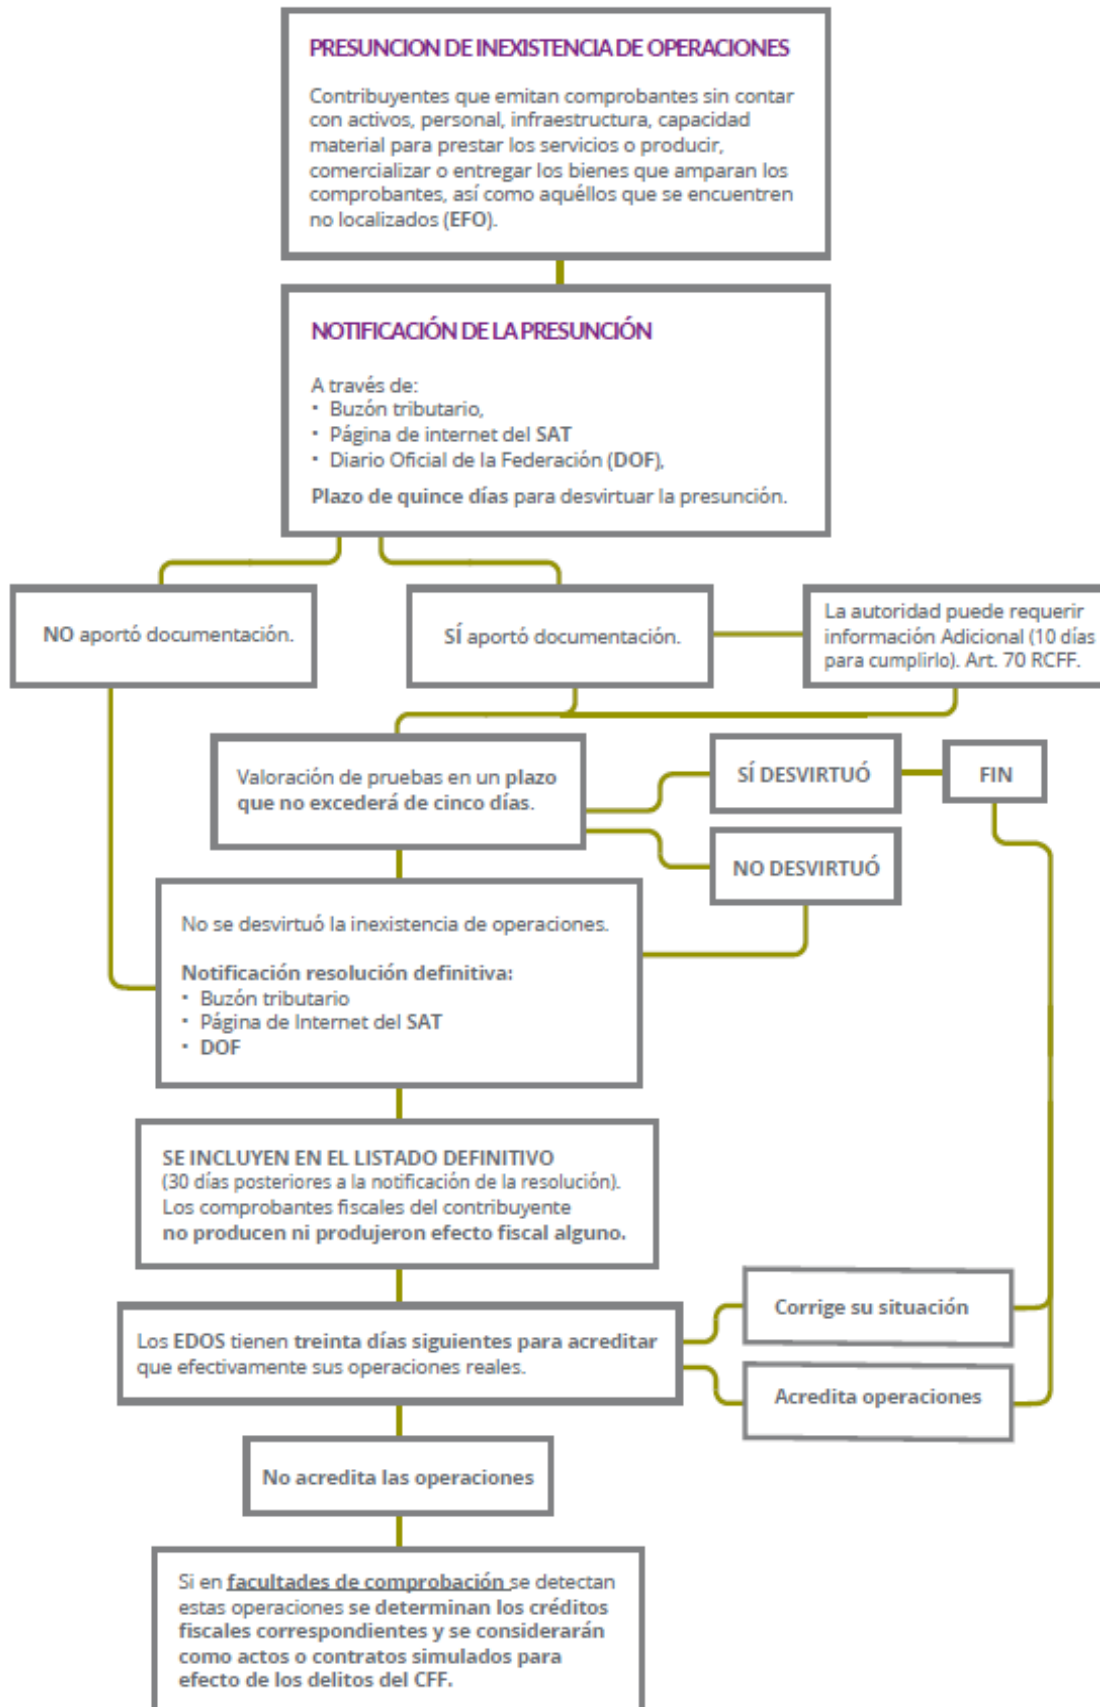 PRESUNCION DE INEXISTENCIA DE OPERACIONES
Contribuyentes que emitan comprobantes sin contar
con activos, personal, infraestructura, capacidad
material para prestar los servicios o producir,
comercializar o entregar los bienes que amparan los
comprobantes, así como aquéllos que se encuentren
no localizados (EFO).
NOTIFICACIÓN DE LA PRESUNCIÓN
A través de:
• Buzón tributario,
• Página de internet del SAT
• Diario Oficial de la Federación (DOF),
Plazo de quince días para desvirtuar la presunción.
NO aportó documentación.
SÍ aportó documentación.
La autoridad puede requerir
información Adicional (10 días
para cumplirlo). Art. 70 RCFF.
Valoración de pruebas en un plazo
que no excederá de cinco días.
SÍ DESVIRTUÓ
FIN
NO DESVIRTUÓ
No se desvirtuó la inexistencia de operaciones.
Notificación resolución definitiva:
• Buzón tributario
• Página de Internet del SAT
• DOF
SE INCLUYEN EN EL LISTADO DEFINITIVO
(30 días posteriores a la notificación de la resolución).
Los comprobantes fiscales del contribuyente
no producen ni produjeron efecto fiscal alguno.
Los EDOS tienen treinta días siguientes para acreditar
que efectivamente sus operaciones reales.
Corrige su situación
Acredita operaciones
No acredita las operaciones
Si en facultades de comprobación se detectan
estas operaciones se determinan los créditos
fiscales correspondientes y se considerarán
como actos o contratos simulados para
efecto de los delitos del CFF.